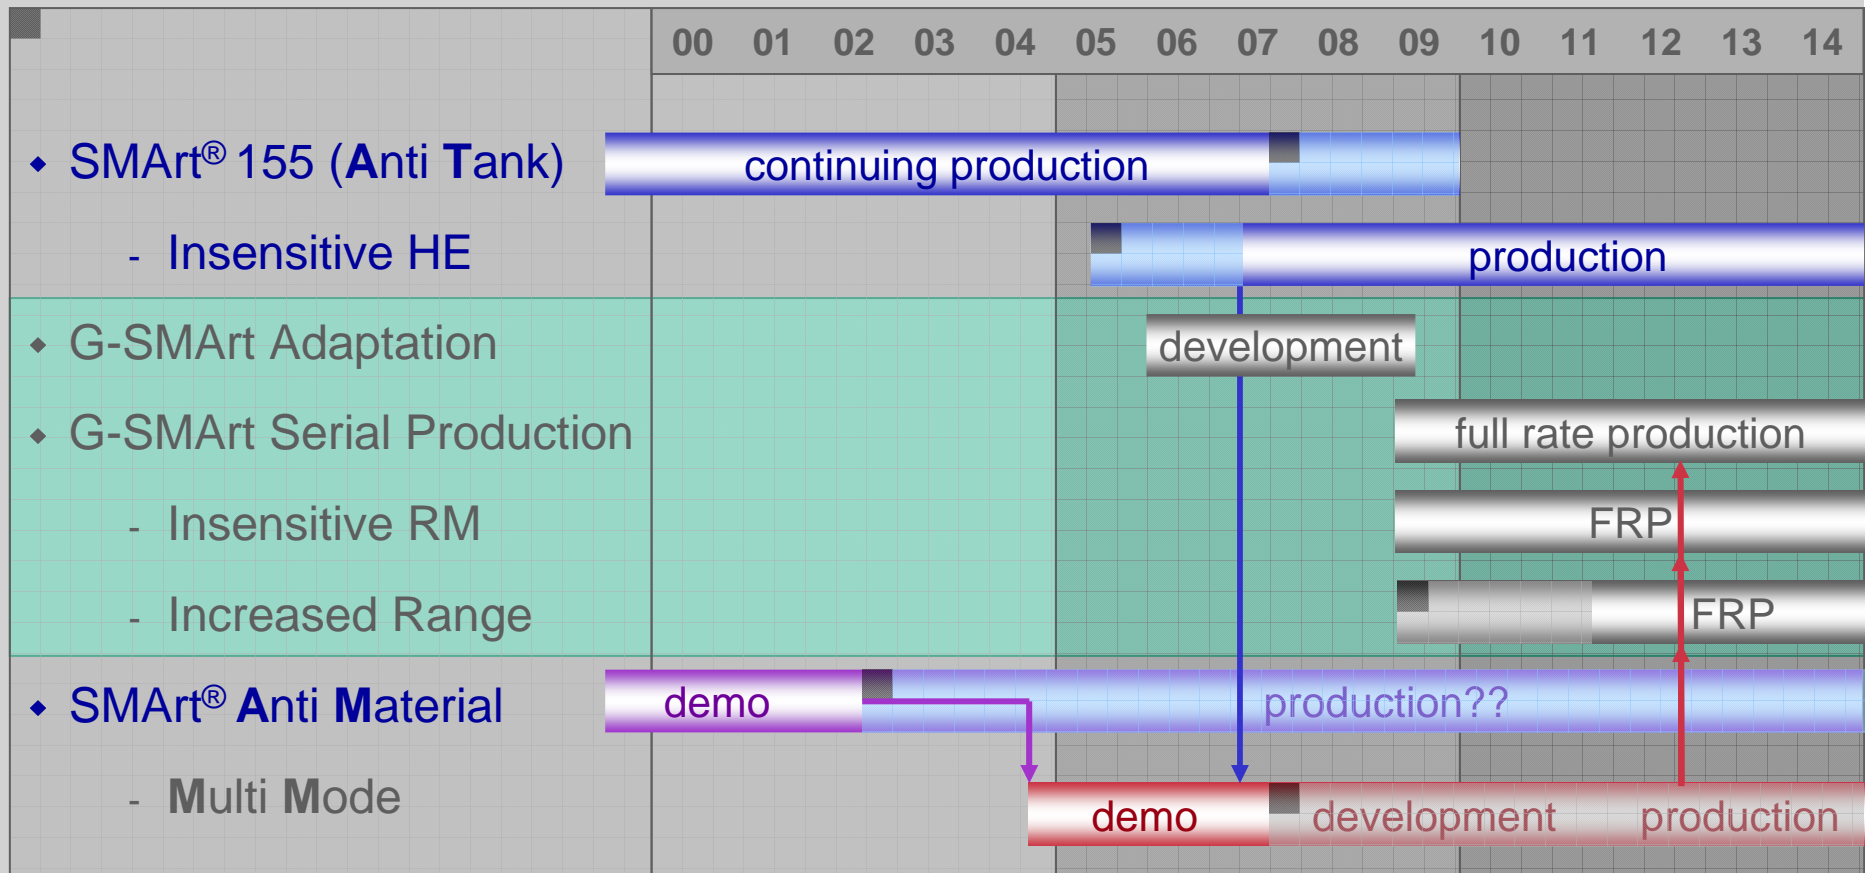 00 01 02 03 04 05 06 07 08 09 10 11 12 13 14
SMArt® 155 (Anti Tank) continuing production
- Insensitive HE production
G-SMArt Adaptation development
G-SMArt Serial Production full rate production
- Insensitive RM FRP
- Increased Range FRP
SMArt® Anti Material demo production??
- Multi Mode demo development production